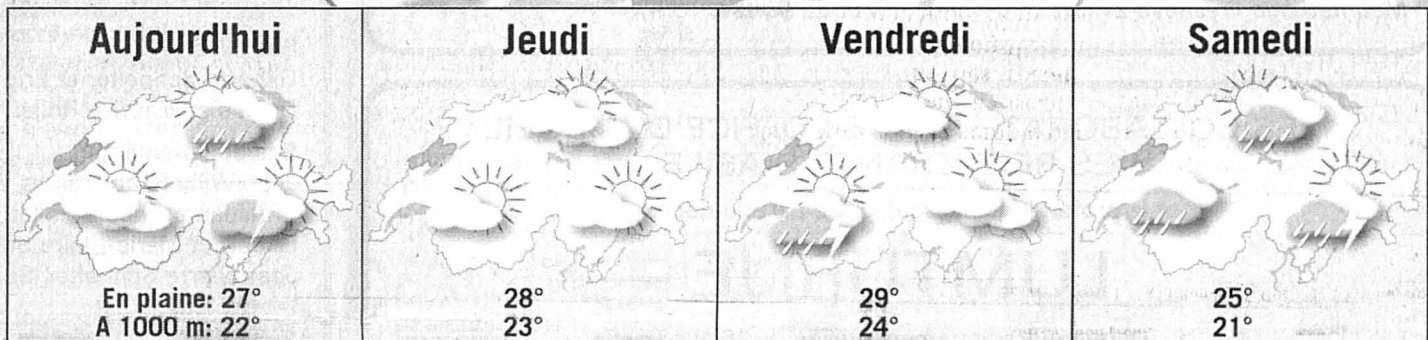 Aujourd'hui
En plaine: 27°
A 1000 m: 22°
Jeudi
28°
23°
Vendredi
29°
24°
Samedi
25°
21°